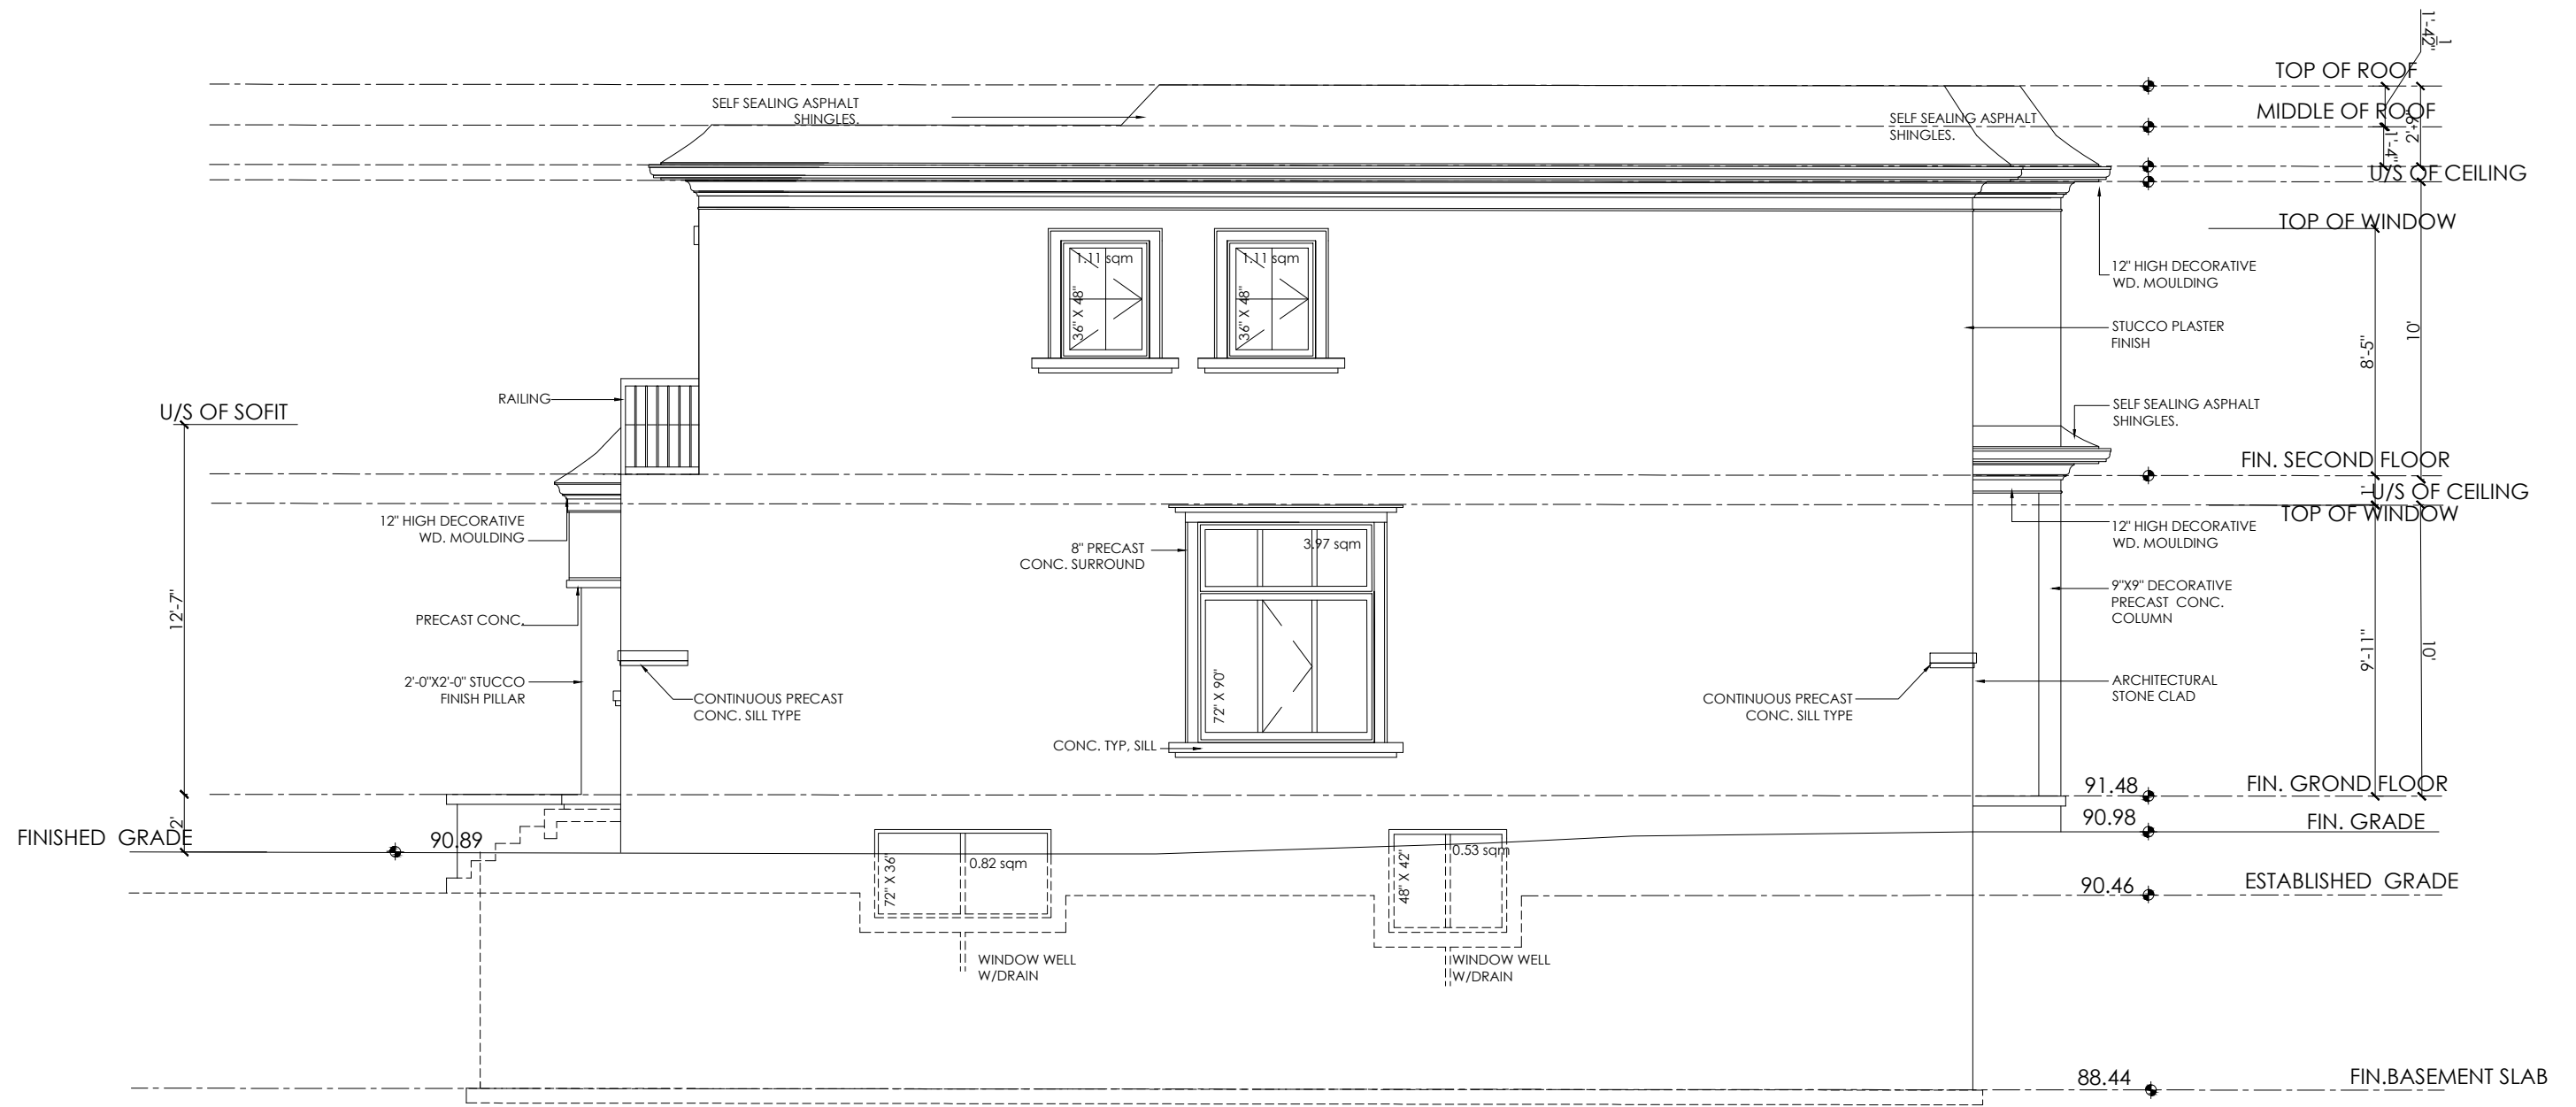 1'-4 1/2"
TOP OF ROOF
SELF SEALING ASPHALT
SHINGLES.
MIDDLE OF ROOF
SELF SEALING ASPHALT
SHINGLES.
2'-9"
1'-4"
U/S OF CEILING
TOP OF WINDOW
1.11 sqm
36" X 48"
1.11 sqm
36" X 48"
12" HIGH DECORATIVE
WD. MOULDING
STUCCO PLASTER
FINISH
10'
8'-5"
RAILING
U/S OF SOFIT
SELF SEALING ASPHALT
SHINGLES.
FIN. SECOND FLOOR
1'
U/S OF CEILING
TOP OF WINDOW
12" HIGH DECORATIVE
WD. MOULDING
12" HIGH DECORATIVE
WD. MOULDING
8" PRECAST
CONC. SURROUND
3.97 sqm
72" X 90"
9"X9" DECORATIVE
PRECAST CONC.
COLUMN
12'-7"
PRECAST CONC.
9'-11"
10'
2'-0"X2'-0" STUCCO
FINISH PILLAR
CONTINUOUS PRECAST
CONC. SILL TYPE
CONTINUOUS PRECAST
CONC. SILL TYPE
ARCHITECTURAL
STONE CLAD
CONC. TYP, SILL
91.48
FIN. GROND FLOOR
2'
FINISHED GRADE
90.89
90.98
FIN. GRADE
72" X 36"
0.82 sqm
48" X 42"
0.53 sqm
90.46
ESTABLISHED GRADE
WINDOW WELL
W/DRAIN
WINDOW WELL
W/DRAIN
88.44
FIN.BASEMENT SLAB